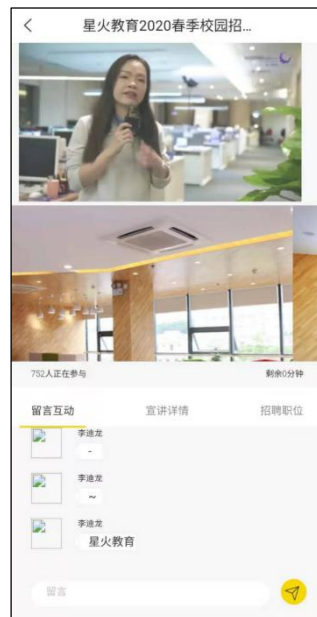 星火教育2020春季校园招...
752人正在参与
剩余0分钟
留言互动
宣讲详情
招聘职位
李迪龙
-
李迪龙
~
李迪龙
星火教育
留言